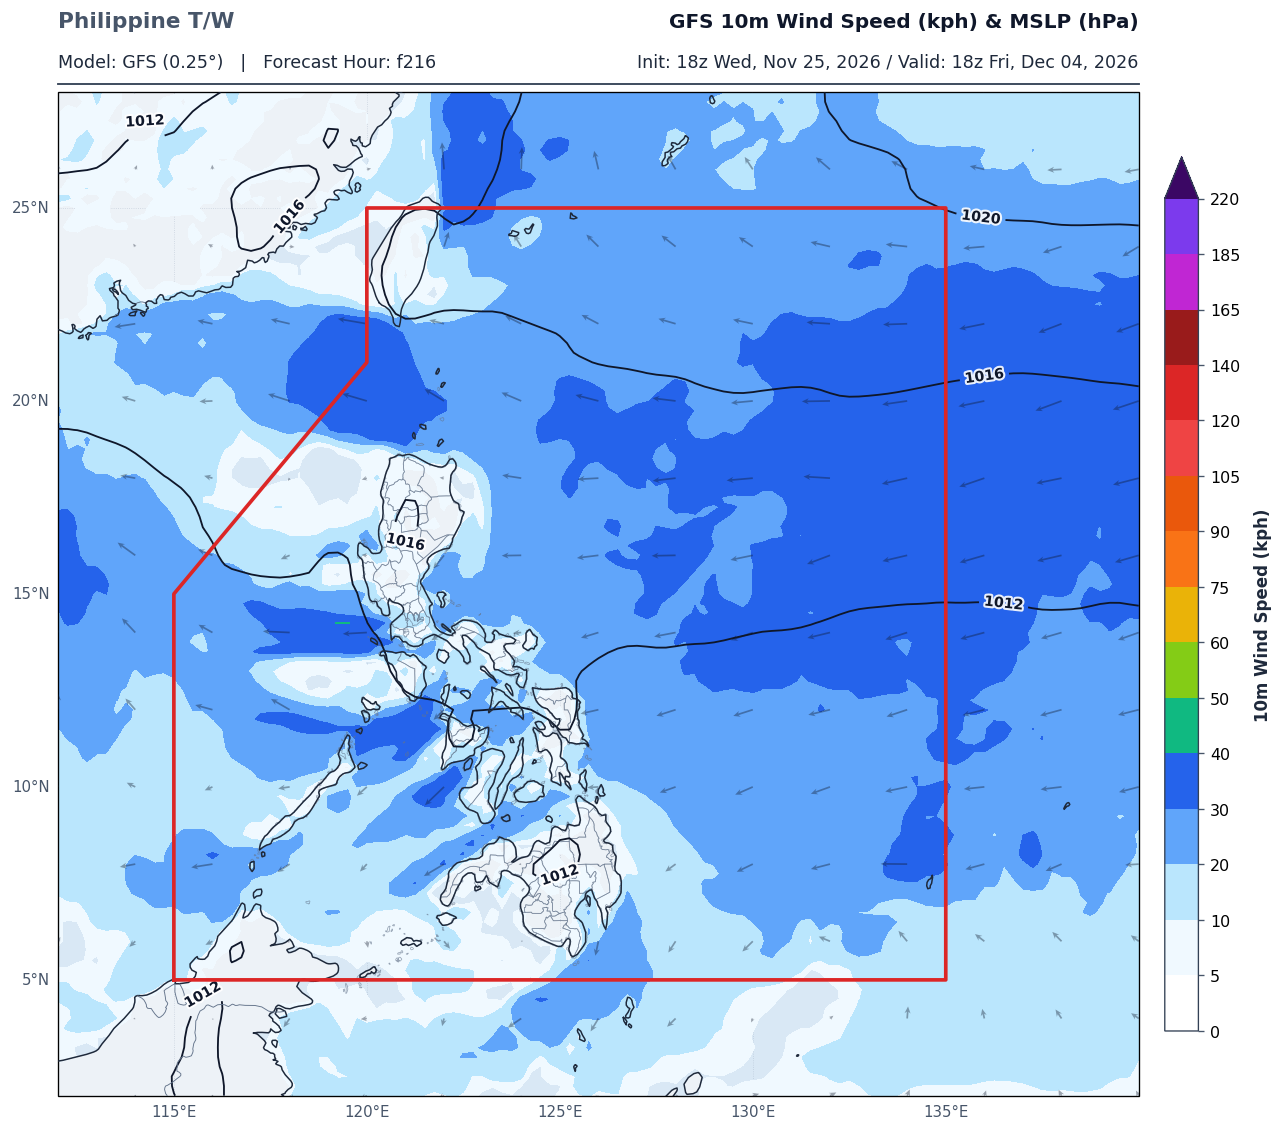 Philippine T/W
GFS 10m Wind Speed (kph) & MSLP (hPa)
Model: GFS (0.25°)   |   Forecast Hour: f216
Init: 18z Wed, Nov 25, 2026 / Valid: 18z Fri, Dec 04, 2026
1012
1016
1020
1016
1016
1012
1012
1012
25°N
20°N
15°N
10°N
5°N
115°E
120°E
125°E
130°E
135°E
220
185
165
140
120
105
90
75
60
50
40
30
20
10
5
0
10m Wind Speed (kph)